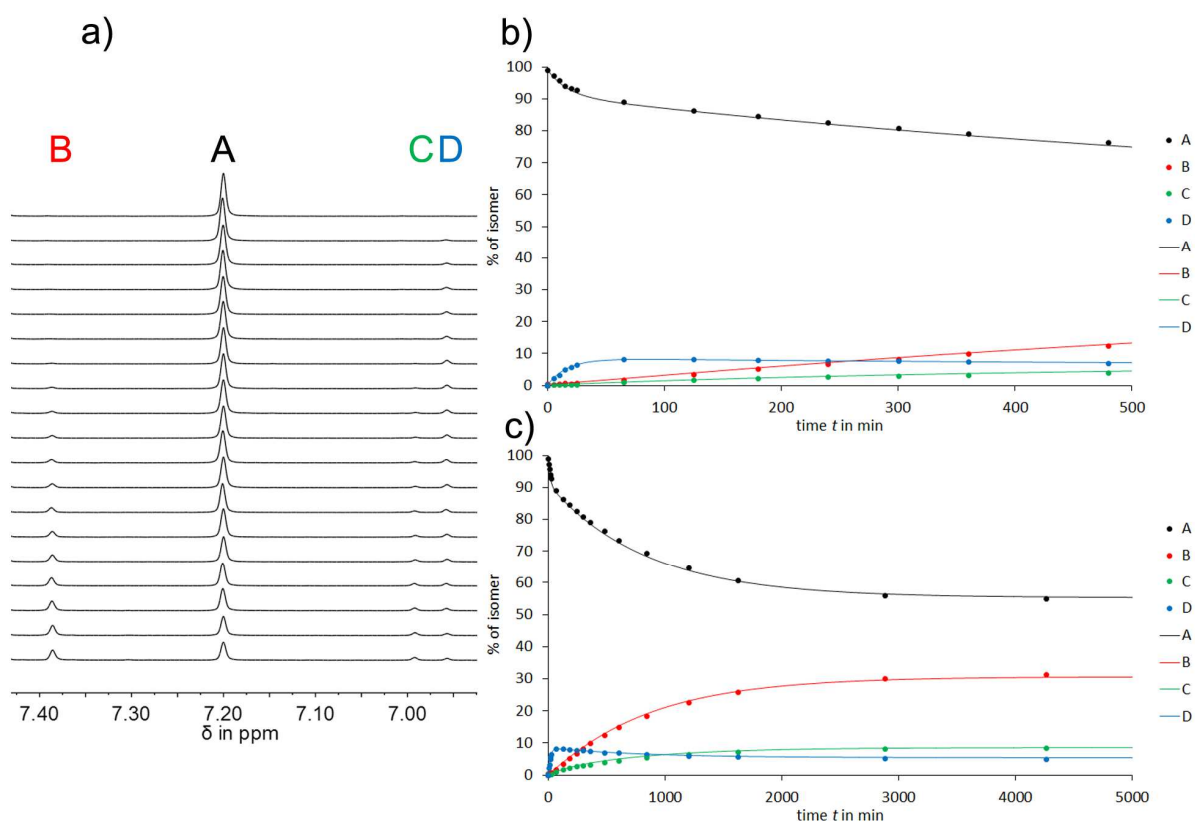 a)
B A C D
7.40 7.30 7.20 7.10 7.00
δ in ppm
b)
100
90
80
70
60
50
40
30
20
10
0
% of isomer
0 100 200 300 400 500
time t in min
A
B
C
D
A
B
C
D
c)
100
90
80
70
60
50
40
30
20
10
0
% of isomer
0 1000 2000 3000 4000 5000
time t in min
A
B
C
D
A
B
C
D